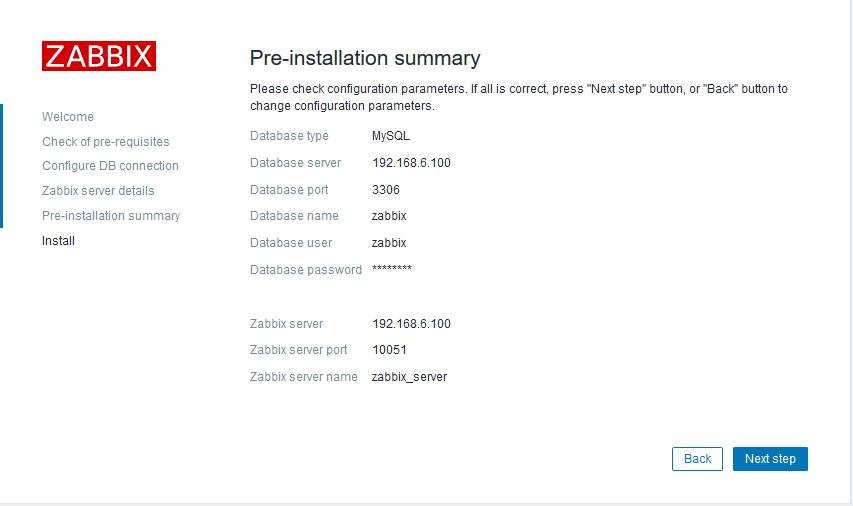 ZABBIX
Welcome
Check of pre-requisites
Configure DB connection
Zabbix server details
Pre-installation summary
Install
Pre-installation summary
Please check configuration parameters. If all is correct, press "Next step" button, or "Back" button to
change configuration parameters.
Database type MySQL
Database server 192.168.6.100
Database port 3306
Database name zabbix
Database user zabbix
Database password ********
Zabbix server 192.168.6.100
Zabbix server port 10051
Zabbix server name zabbix_server
Back Next step